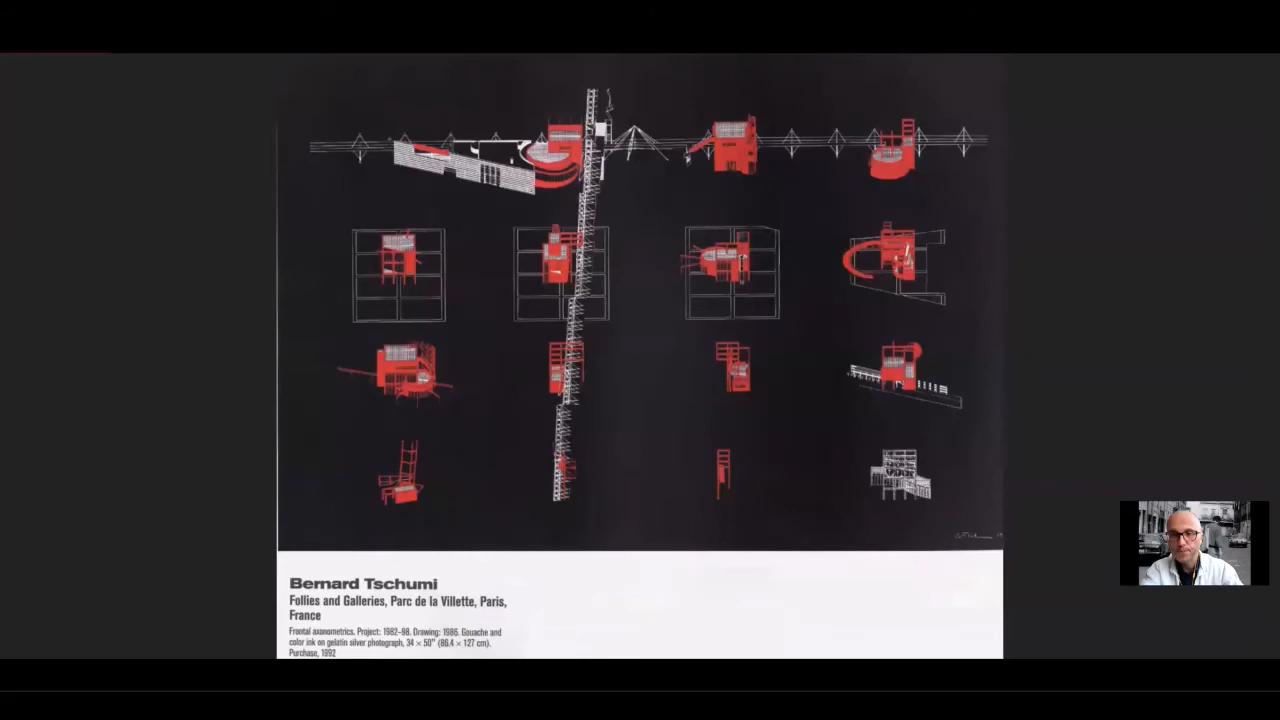 Bernard Tschumi
Follies and Galleries, Parc de la Villette, Paris,
France
Frontal axonometrics. Project: 1982–98. Drawing: 1986. Gouache and
color ink on gelatin silver photograph, 34 × 50" (86.4 × 127 cm).
Purchase, 1992